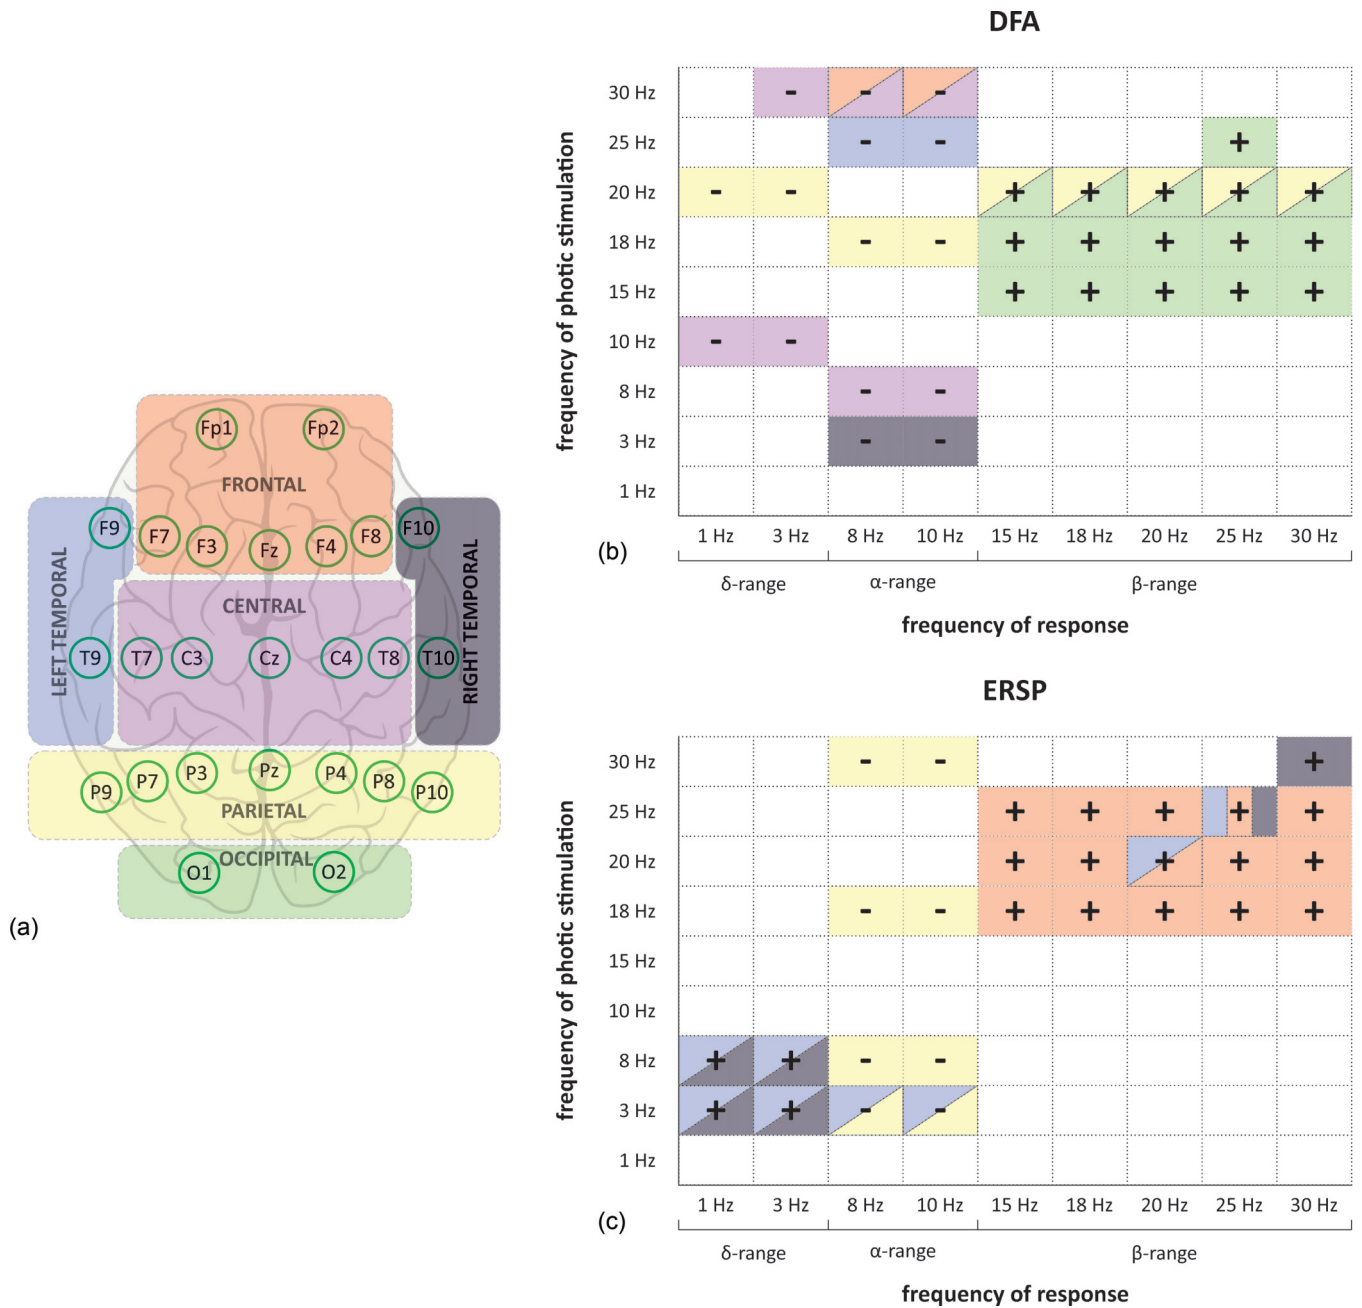 Fp1 Fp2
FRONTAL
F9 F7 F3 Fz F4 F8 F10
LEFT TEMPORAL
CENTRAL
RIGHT TEMPORAL
T9 T7 C3 Cz C4 T8 T10
P9 P7 P3 Pz P4 P8 P10
PARIETAL
OCCIPITAL
O1 O2
(a)
DFA
frequency of photic stimulation
30 Hz - - -
25 Hz - - +
20 Hz - - + + + + +
18 Hz - - + + + + +
15 Hz + + + + +
10 Hz - -
8 Hz - -
3 Hz - -
1 Hz
(b)
1 Hz 3 Hz 8 Hz 10 Hz 15 Hz 18 Hz 20 Hz 25 Hz 30 Hz
δ-range α-range β-range
frequency of response
ERSP
frequency of photic stimulation
30 Hz - - +
25 Hz + + + + +
20 Hz + + + + +
18 Hz - - + + + + +
15 Hz
10 Hz
8 Hz + + - -
3 Hz + + - -
1 Hz
(c)
1 Hz 3 Hz 8 Hz 10 Hz 15 Hz 18 Hz 20 Hz 25 Hz 30 Hz
δ-range α-range β-range
frequency of response